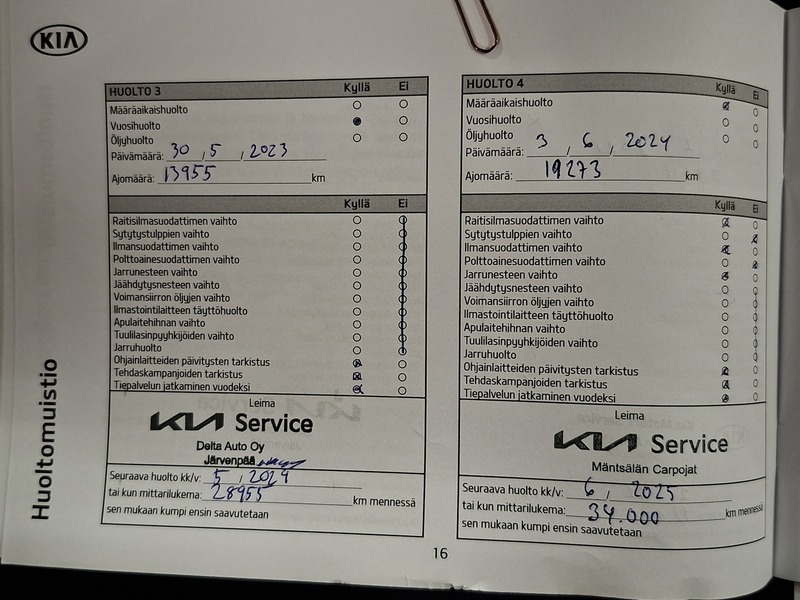 KIA
HUOLTO 3 Kyllä Ei
Määräaikaishuolto
Vuosihuolto
Öljyhuolto
Päivämäärä: 30 , 5 , 2023
Ajomäärä: 13955 km
Kyllä Ei
Raitisilmasuodattimen vaihto
Sytytystulppien vaihto
Ilmansuodattimen vaihto
Polttoainesuodattimen vaihto
Jarrunesteen vaihto
Jäähdytysnesteen vaihto
Voimansiirron öljyjen vaihto
Ilmastointilaitteen täyttöhuolto
Apulaitehihnan vaihto
Tuulilasinpyyhkijöiden vaihto
Jarruhuolto
Ohjainlaitteiden päivitysten tarkistus
Tehdaskampanjoiden tarkistus
Tiepalvelun jatkaminen vuodeksi
Leima
KIA Service
Delta Auto Oy
Järvenpää
Seuraava huolto kk/v: 5 , 2024
tai kun mittarilukema: 28955 km mennessä
sen mukaan kumpi ensin saavutetaan
HUOLTO 4 Kyllä Ei
Määräaikaishuolto
Vuosihuolto
Öljyhuolto
Päivämäärä: 3 / 6 / 2024
Ajomäärä: 19273 km
Kyllä Ei
Raitisilmasuodattimen vaihto
Sytytystulppien vaihto
Ilmansuodattimen vaihto
Polttoainesuodattimen vaihto
Jarrunesteen vaihto
Jäähdytysnesteen vaihto
Voimansiirron öljyjen vaihto
Ilmastointilaitteen täyttöhuolto
Apulaitehihnan vaihto
Tuulilasinpyyhkijöiden vaihto
Jarruhuolto
Ohjainlaitteiden päivitysten tarkistus
Tehdaskampanjoiden tarkistus
Tiepalvelun jatkaminen vuodeksi
Leima
KIA Service
Mäntsälän Carpojat
Seuraava huolto kk/v: 6 , 2025
tai kun mittarilukema: 34.000 km mennessä
sen mukaan kumpi ensin saavutetaan
Huoltomuistio
16